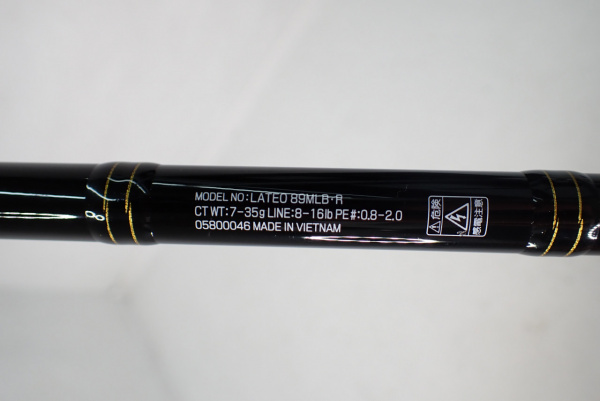 MODEL NO:LATEO 89MLB・R
CT WT:7-35g LINE:8-16lb PE#:0.8-2.0
05800046 MADE IN VIETNAM
危険
感電注意
8